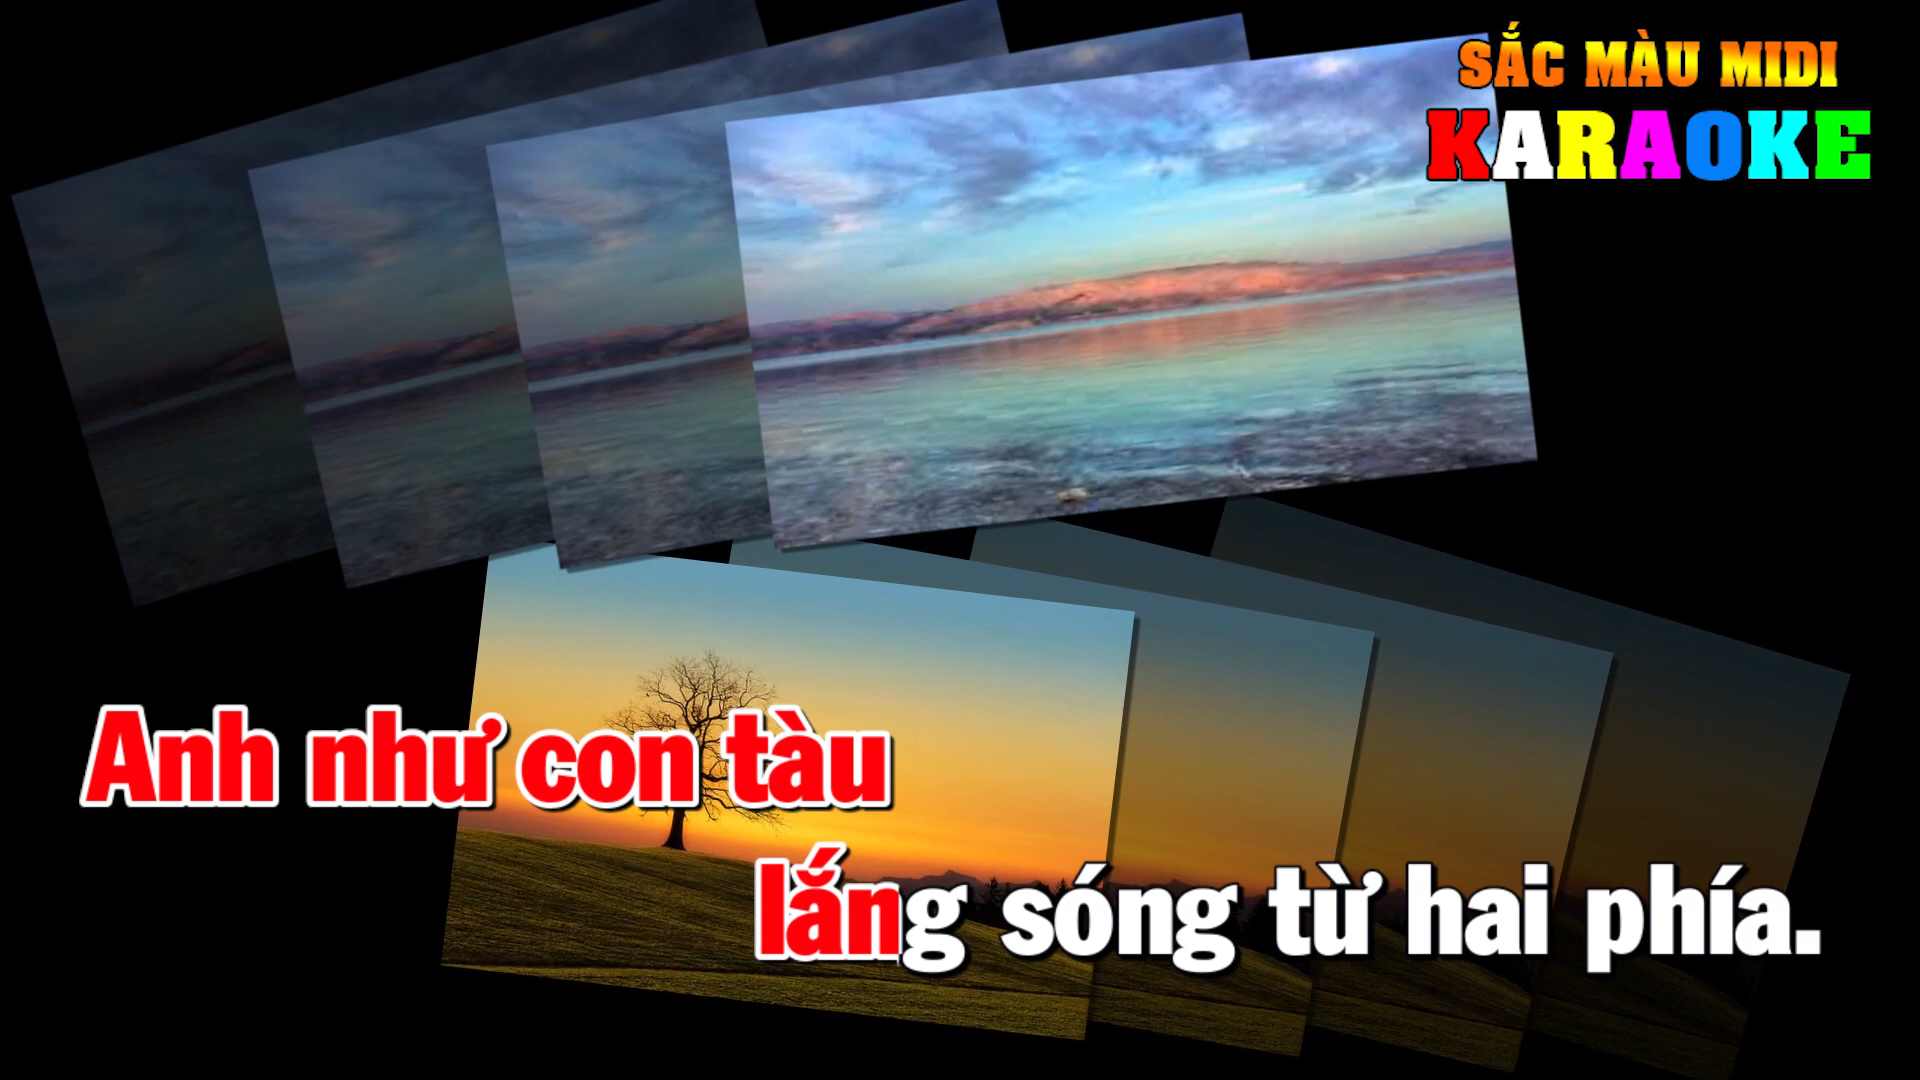 SẮC MÀU MIDI
KARAOKE
Anh như con tàu
lắng sóng từ hai phía.